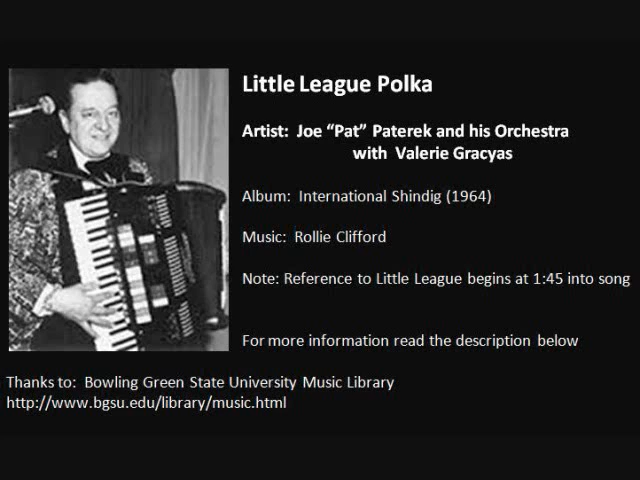 Little League Polka
Artist: Joe “Pat” Paterek and his Orchestra
with Valerie Gracyas
Album: International Shindig (1964)
Music: Rollie Clifford
Note: Reference to Little League begins at 1:45 into song
For more information read the description below
Thanks to: Bowling Green State University Music Library
http://www.bgsu.edu/library/music.html